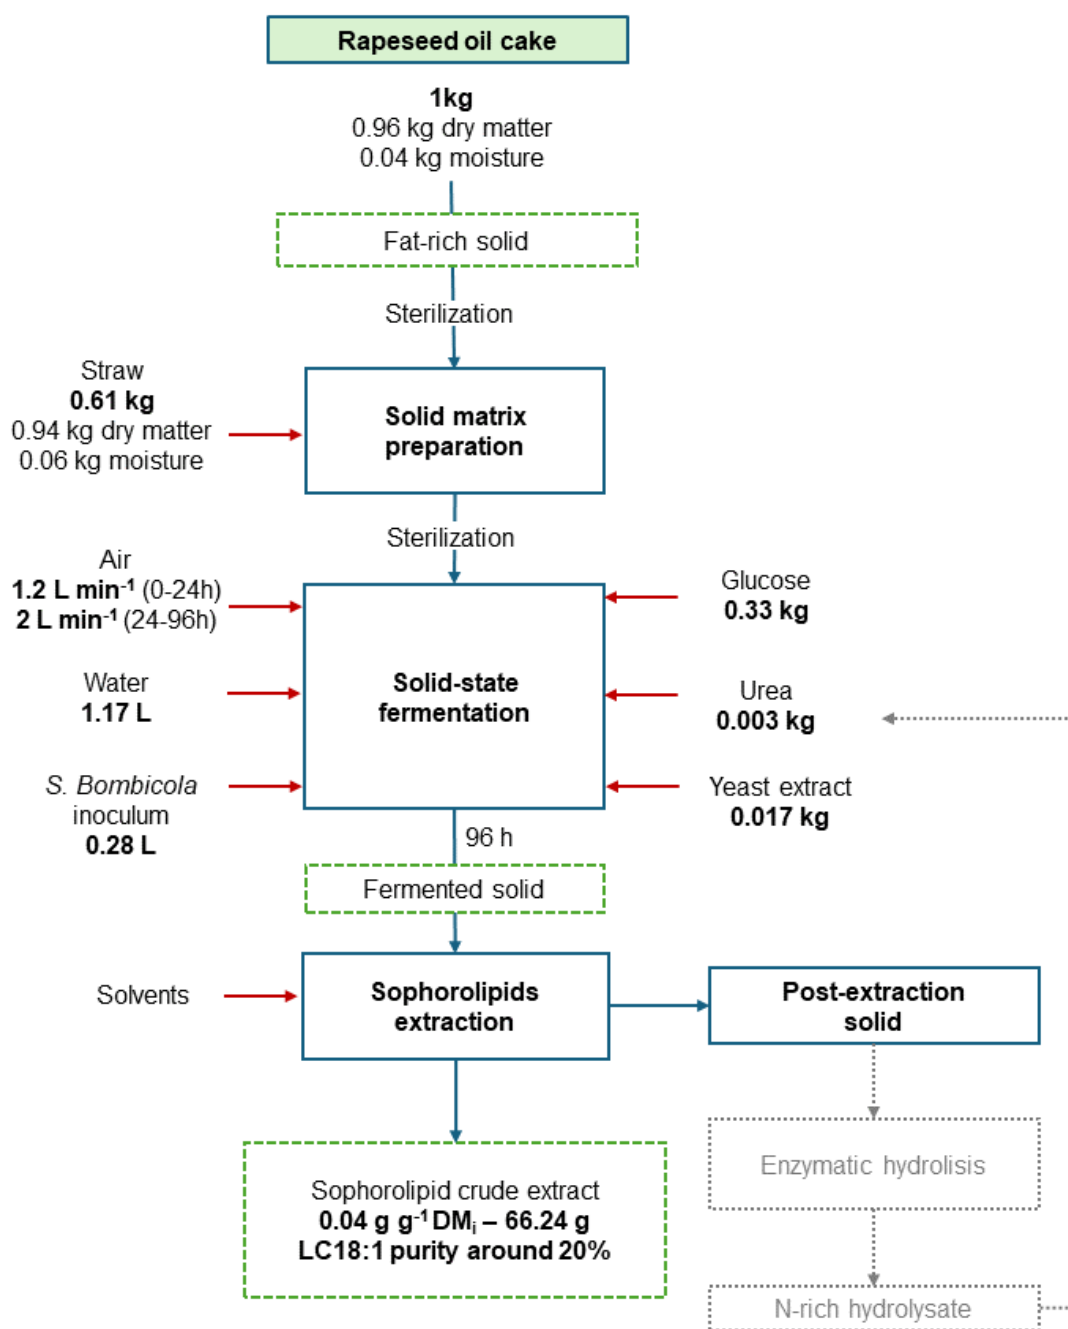 Rapeseed oil cake
1kg
0.96 kg dry matter
0.04 kg moisture
Fat-rich solid
Sterilization
Straw
0.61 kg
0.94 kg dry matter
0.06 kg moisture
Solid matrix
preparation
Sterilization
Air
1.2 L min⁻¹ (0-24h)
2 L min⁻¹ (24-96h)
Water
1.17 L
S. Bombicola
inoculum
0.28 L
Solid-state
fermentation
Glucose
0.33 kg
Urea
0.003 kg
Yeast extract
0.017 kg
96 h
Fermented solid
Solvents
Sophorolipids
extraction
Post-extraction
solid
Sophorolipid crude extract
0.04 g g⁻¹ DMᵢ – 66.24 g
LC18:1 purity around 20%
Enzymatic hydrolisis
N-rich hydrolysate